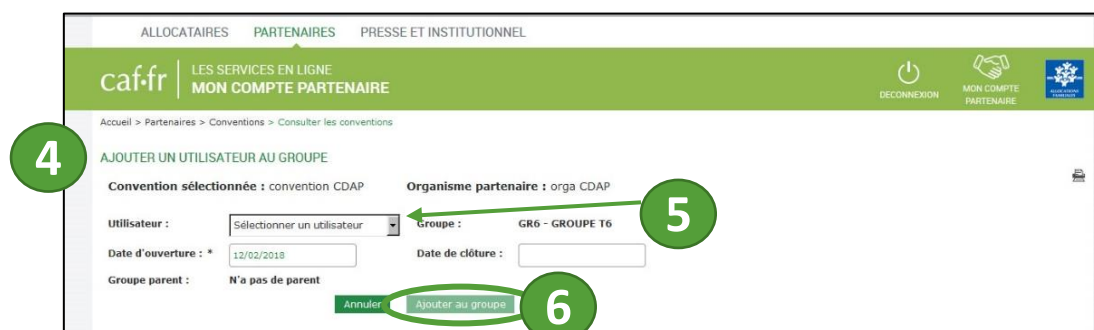 ALLOCATAIRES PARTENAIRES PRESSE ET INSTITUTIONNEL
caf.fr LES SERVICES EN LIGNE
MON COMPTE PARTENAIRE
DECONNEXION
MON COMPTE
PARTENAIRE
ALLOCATIONS
FAMILIALES
Accueil > Partenaires > Conventions > Consulter les conventions
4
AJOUTER UN UTILISATEUR AU GROUPE
Convention sélectionnée : convention CDAP Organisme partenaire : orga CDAP
5
Utilisateur : Sélectionner un utilisateur Groupe : GR6 - GROUPE T6
Date d'ouverture : * 12/02/2018 Date de clôture :
Groupe parent : N'a pas de parent
Annuler Ajouter au groupe
6